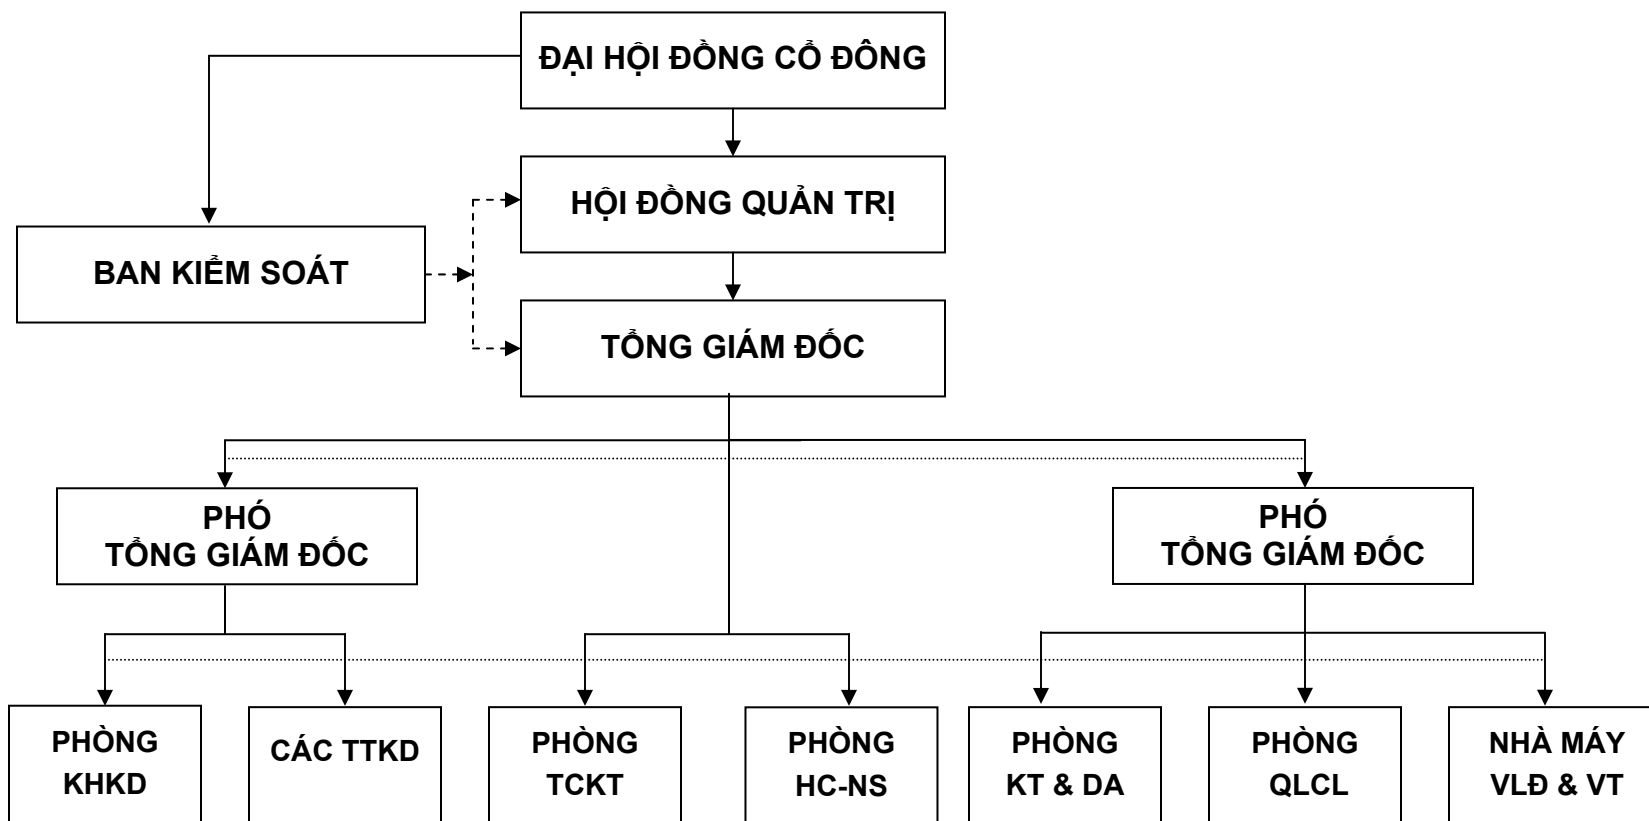 ĐẠI HỘI ĐỒNG CỔ ĐÔNG
HỘI ĐỒNG QUẢN TRỊ
BAN KIỂM SOÁT
TỔNG GIÁM ĐỐC
PHÓ
TỔNG GIÁM ĐỐC
PHÓ
TỔNG GIÁM ĐỐC
PHÒNG
KHKD
CÁC TTKD
PHÒNG
TCKT
PHÒNG
HC-NS
PHÒNG
KT & DA
PHÒNG
QLCL
NHÀ MÁY
VLĐ & VT